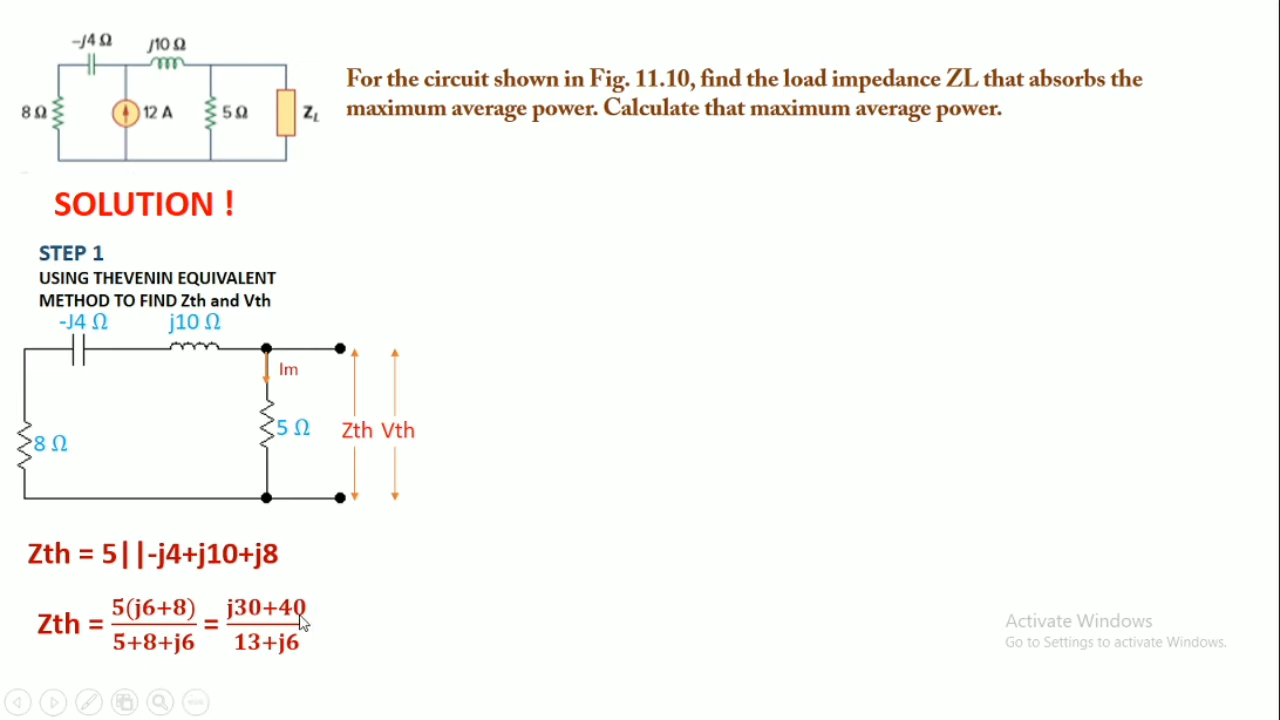 -j4 Ω
j10 Ω
8 Ω
12 A
5 Ω
ZL
For the circuit shown in Fig. 11.10, find the load impedance ZL that absorbs the
maximum average power. Calculate that maximum average power.
SOLUTION !
STEP 1
USING THEVENIN EQUIVALENT
METHOD TO FIND Zth and Vth
-J4 Ω
j10 Ω
Im
8 Ω
5 Ω
Zth Vth
Zth = 5||-j4+j10+j8
Zth = 5(j6+8)/5+8+j6 = j30+40/13+j6
Activate Windows
Go to Settings to activate Windows.